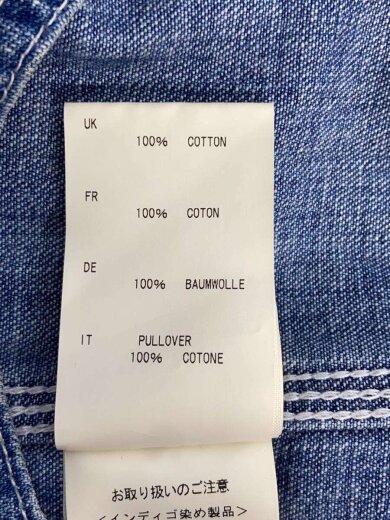 UK
100% COTTON
FR
100% COTON
DE
100% BAUMWOLLE
IT PULLOVER
100% COTONE
お取り扱いのご注意
＜インディゴ染め製品＞